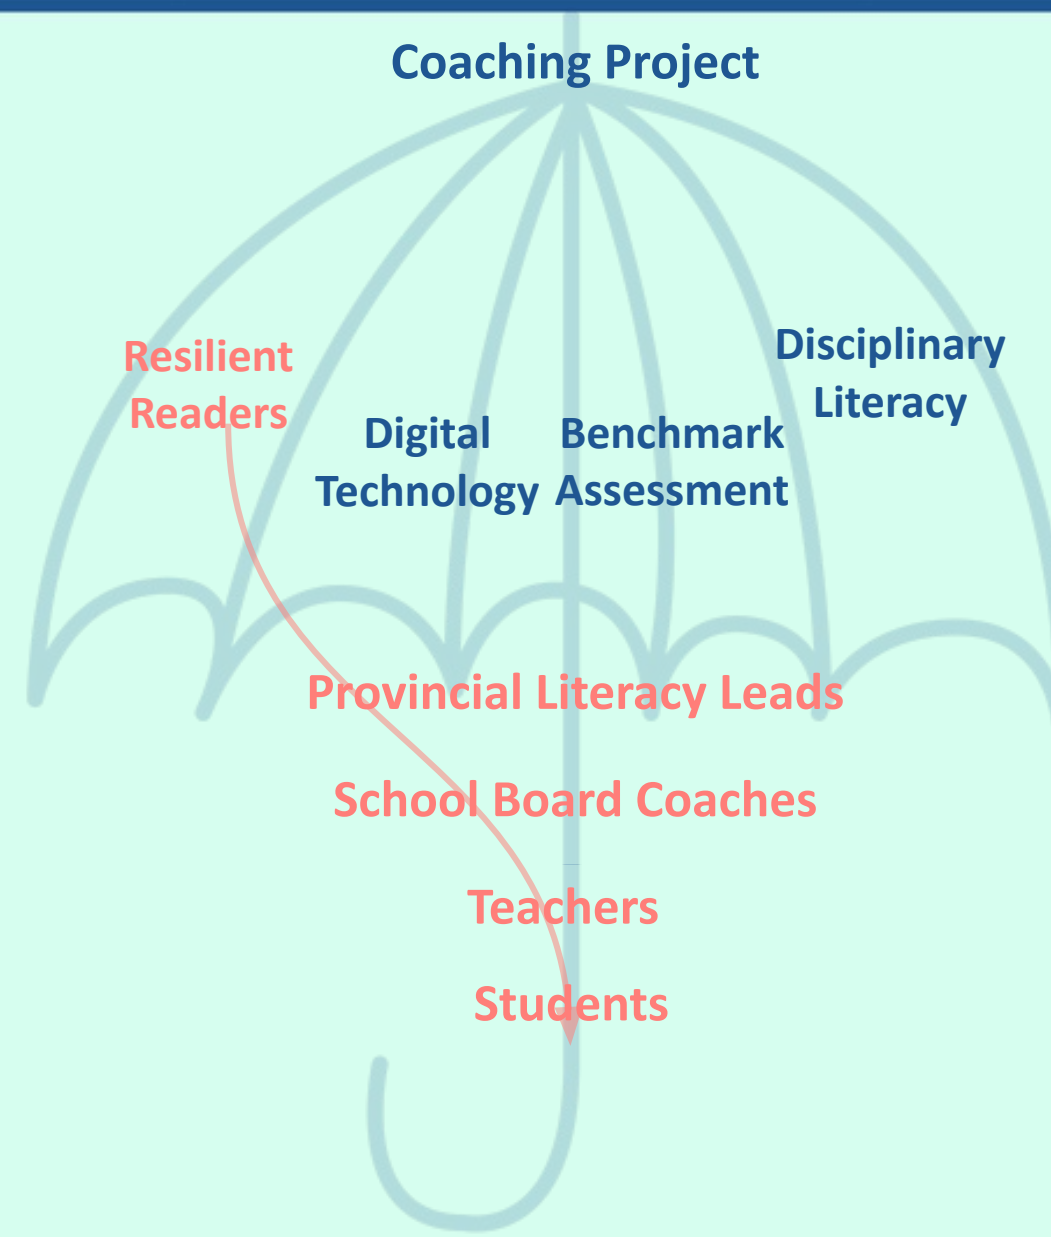 Coaching Project
Resilient
Readers
Digital
Technology
Benchmark
Assessment
Disciplinary
Literacy
Provincial Literacy Leads
School Board Coaches
Teachers
Students